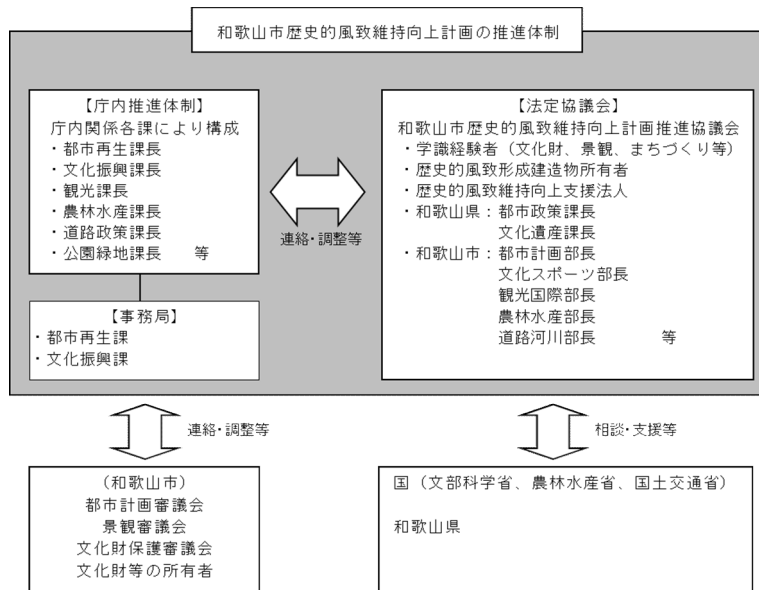 和歌山市歴史的風致維持向上計画の推進体制
【庁内推進体制】
庁内関係各課により構成
・都市再生課長
・文化振興課長
・観光課長
・農林水産課長
・道路政策課長
・公園緑地課長　　等
【事務局】
・都市再生課
・文化振興課
連絡・調整等
【法定協議会】
和歌山市歴史的風致維持向上計画推進協議会
・学識経験者（文化財、景観、まちづくり等）
・歴史的風致形成建造物所有者
・歴史的風致維持向上支援法人
・和歌山県：都市政策課長
文化遺産課長
・和歌山市：都市計画部長
文化スポーツ部長
観光国際部長
農林水産部長
道路河川部長　　　　等
連絡・調整等
相談・支援等
（和歌山市）
都市計画審議会
景観審議会
文化財保護審議会
文化財等の所有者
国（文部科学省、農林水産省、国土交通省）
和歌山県